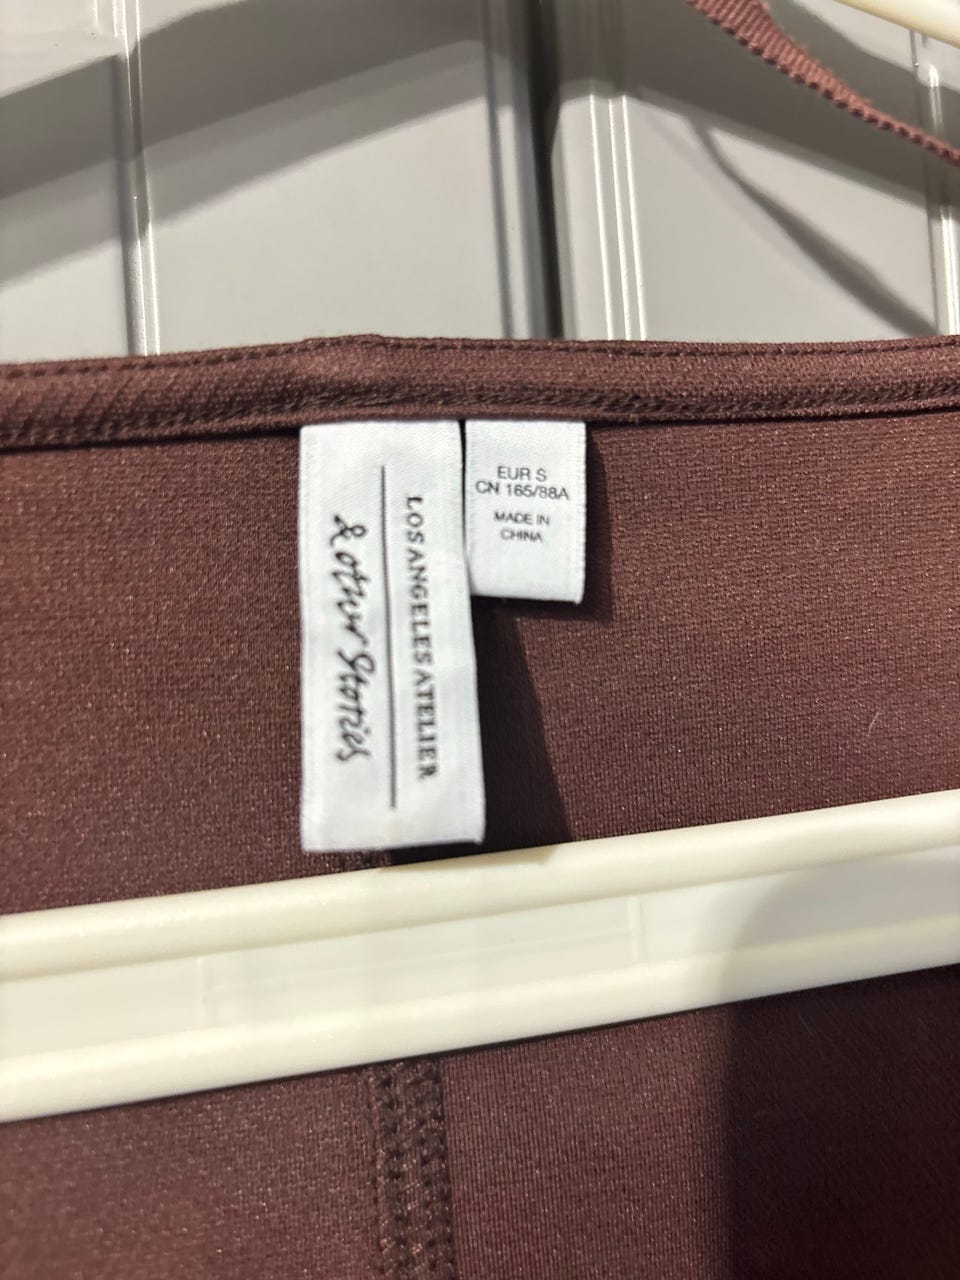 LOS ANGELES ATELIER
& other Stories
EUR S
CN 165/88A
MADE IN
CHINA